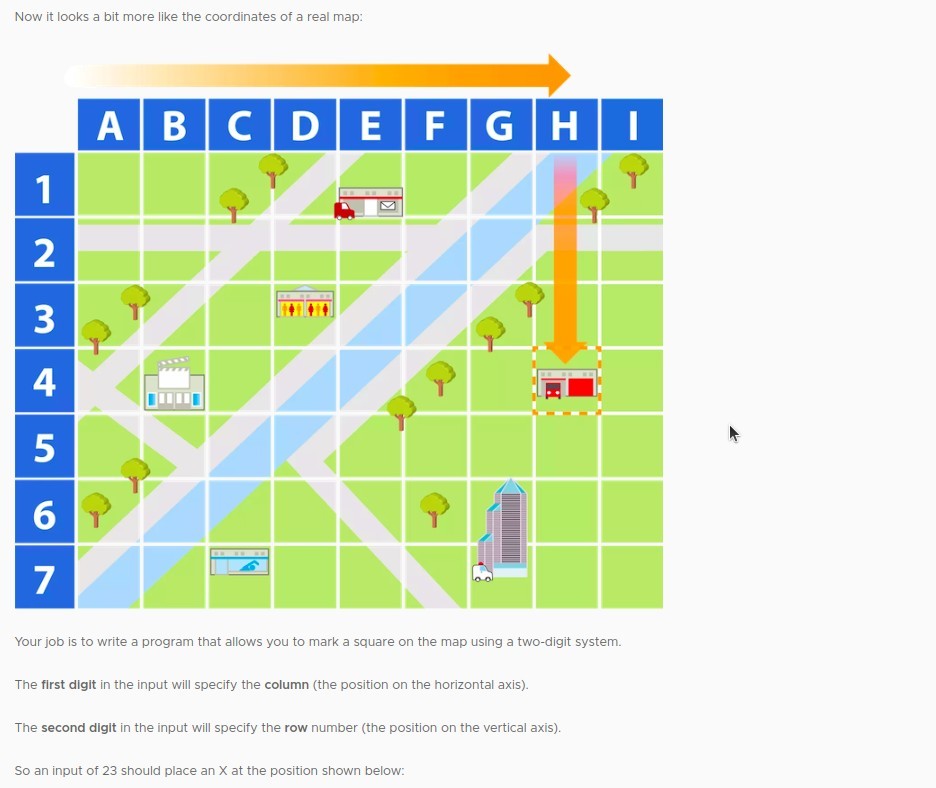 Now it looks a bit more like the coordinates of a real map:
A B C D E F G H I
1
2
3
4
5
6
7
Your job is to write a program that allows you to mark a square on the map using a two-digit system.
The first digit in the input will specify the column (the position on the horizontal axis).
The second digit in the input will specify the row number (the position on the vertical axis).
So an input of 23 should place an X at the position shown below: